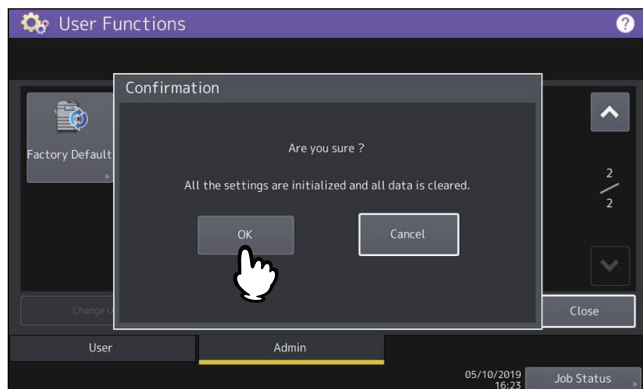 User Functions
?
Confirmation
Factory Default
Are you sure ?
All the settings are initialized and all data is cleared.
2
2
OK
Cancel
Change U
Close
User
Admin
05/10/2019
16:23
Job Status